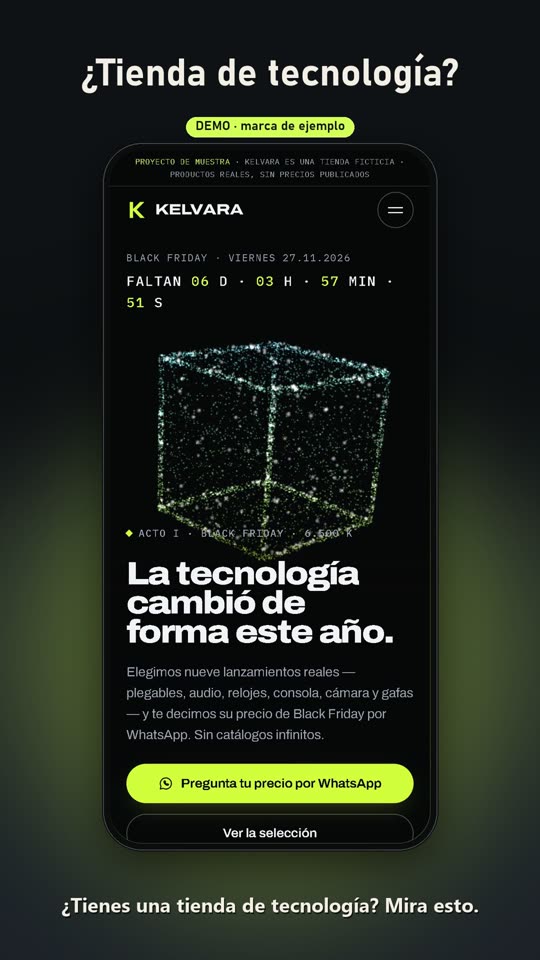 ¿Tienda de tecnología?
DEMO · marca de ejemplo
PROYECTO DE MUESTRA · KELVARA ES UNA TIENDA FICTICIA ·
PRODUCTOS REALES, SIN PRECIOS PUBLICADOS
K KELVARA
BLACK FRIDAY · VIERNES 27.11.2026
FALTAN 06 D · 03 H · 57 MIN ·
51 S
ACTO I · BLACK FRIDAY · 6.500 K
La tecnología
cambió de
forma este año.
Elegimos nueve lanzamientos reales —
plegables, audio, relojes, consola, cámara y gafas
— y te decimos su precio de Black Friday por
WhatsApp. Sin catálogos infinitos.
Pregunta tu precio por WhatsApp
Ver la selección
¿Tienes una tienda de tecnología? Mira esto.